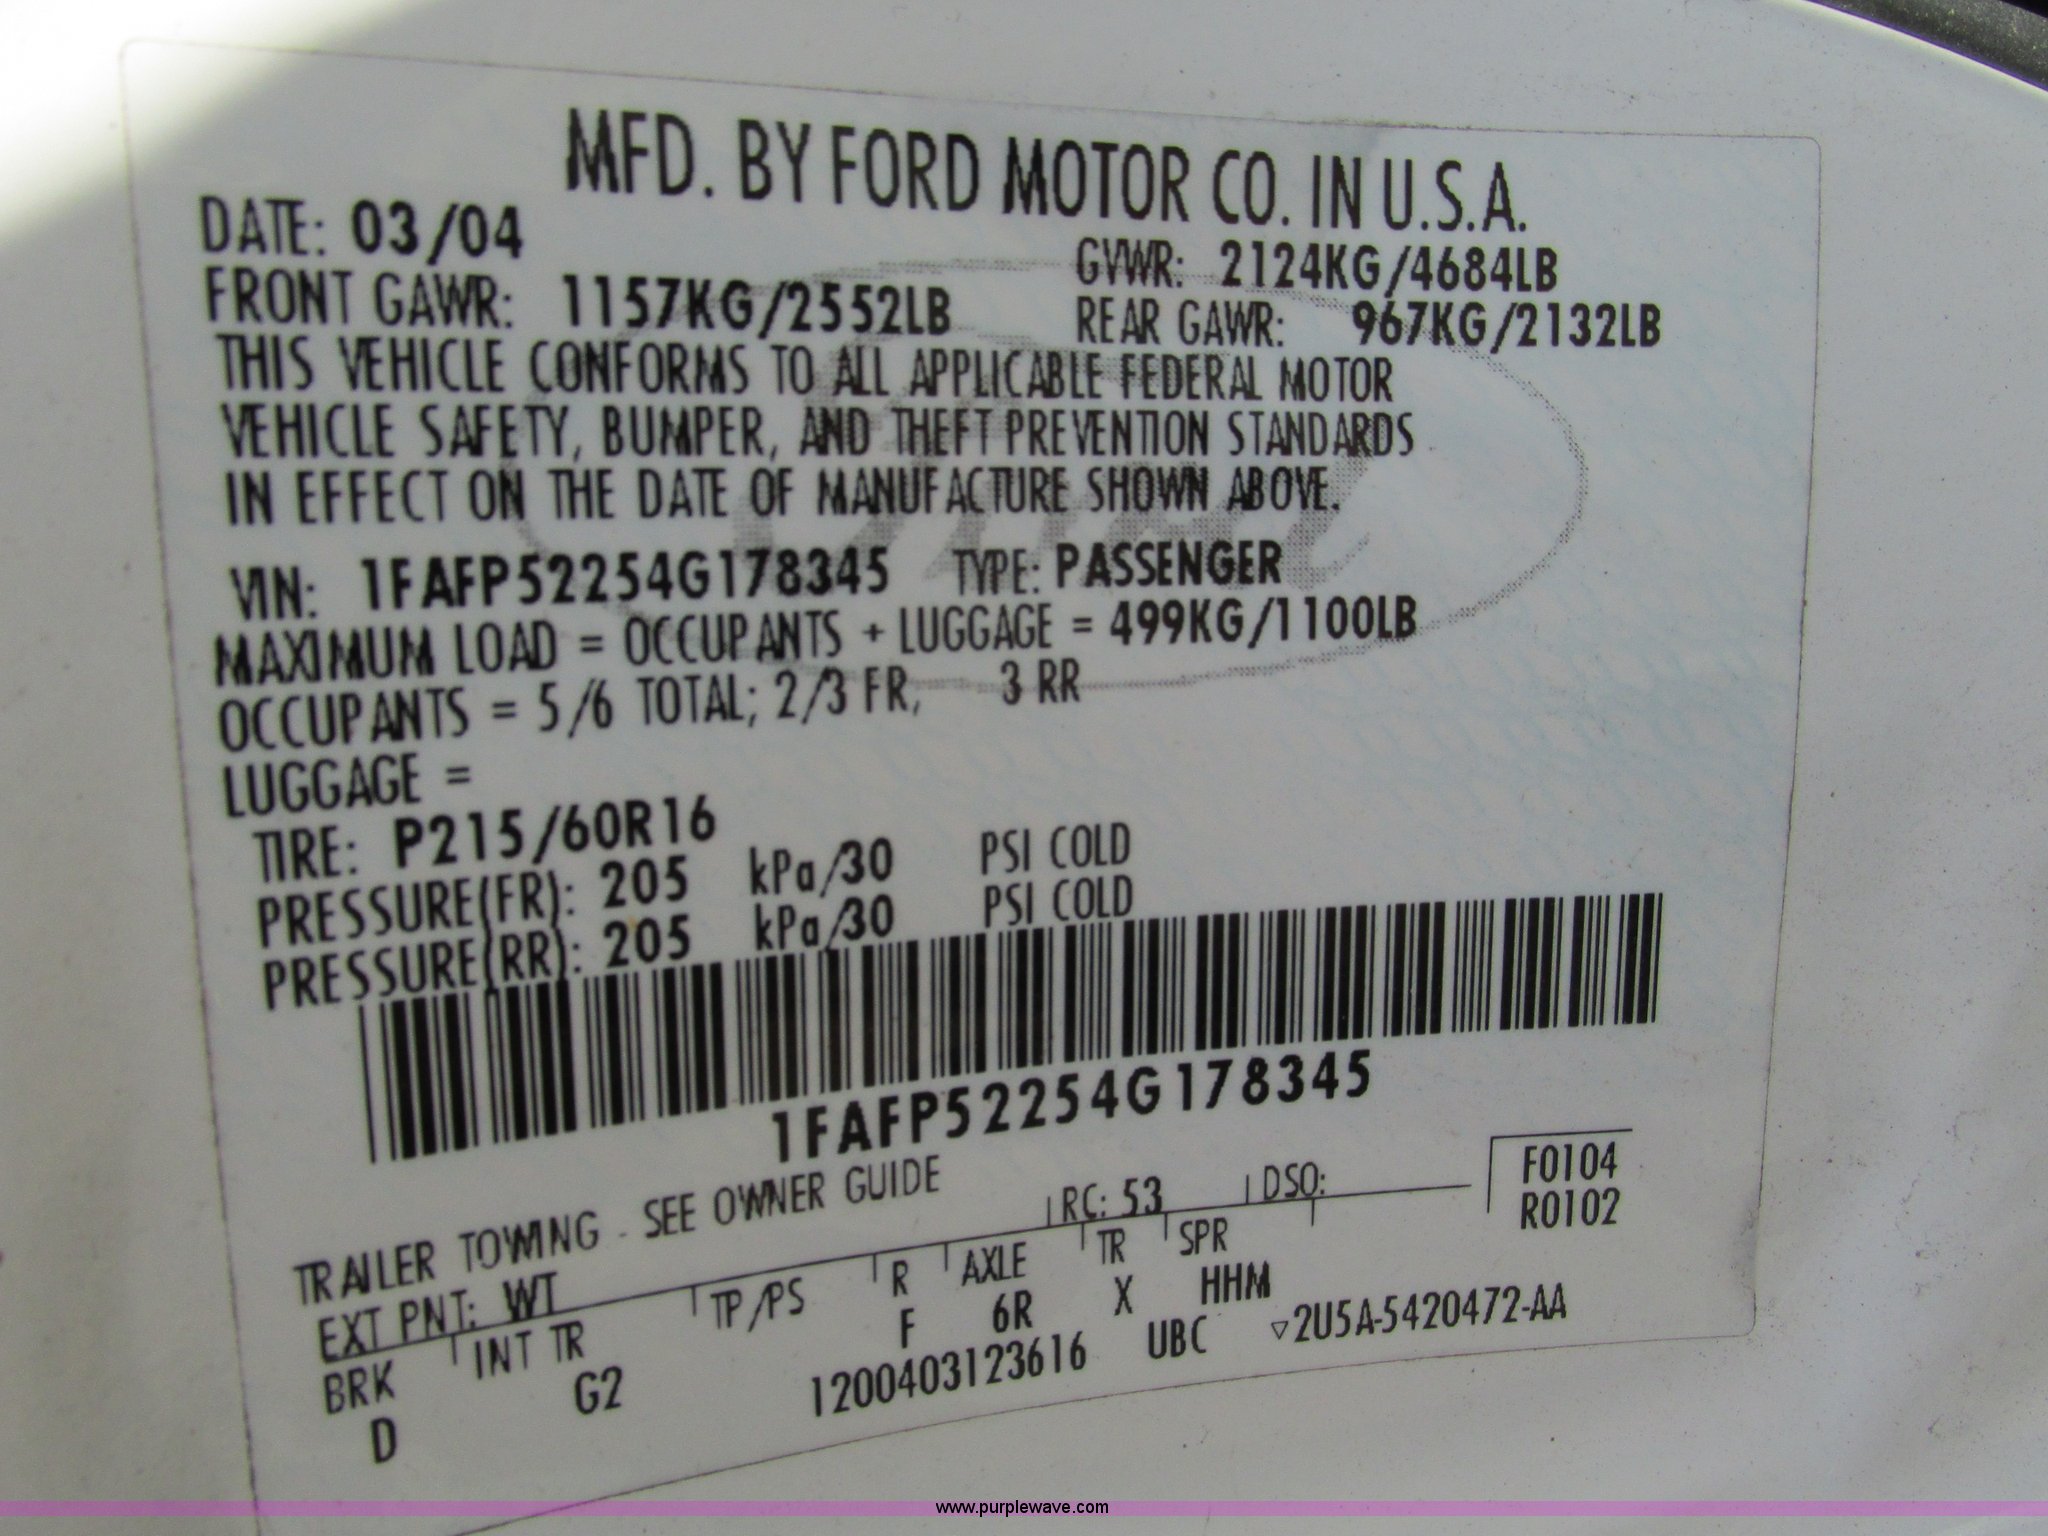 MFD. BY FORD MOTOR CO. IN U.S.A.
DATE: 03/04
GVWR: 2124KG/4684LB
FRONT GAWR: 1157KG/2552LB
REAR GAWR: 967KG/2132LB
THIS VEHICLE CONFORMS TO ALL APPLICABLE FEDERAL MOTOR
VEHICLE SAFETY, BUMPER, AND THEFT PREVENTION STANDARDS
IN EFFECT ON THE DATE OF MANUFACTURE SHOWN ABOVE.
VIN: 1FAFP52254G178345 TYPE: PASSENGER
MAXIMUM LOAD = OCCUPANTS + LUGGAGE = 499KG/1100LB
OCCUPANTS = 5/6 TOTAL; 2/3 FR, 3 RR
LUGGAGE =
TIRE: P215/60R16
PRESSURE(FR): 205 kPa/30 PSI COLD
PRESSURE(RR): 205 kPa/30 PSI COLD
1FAFP52254G178345
TRAILER TOWING - SEE OWNER GUIDE
F0104
R0102
EXT PNT: WT RC: 53 DSO:
BRK INT TR TP/PS R AXLE TR SPR
D G2 F 6R X HHM
1200403123616 UBC ▽2U5A-5420472-AA
Ford
www.purplewave.com